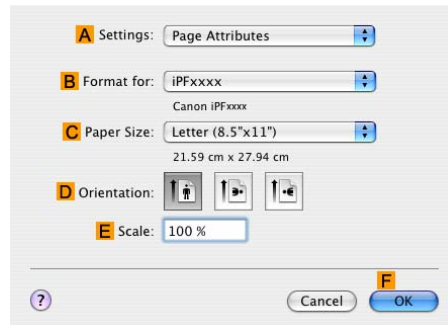 A Settings: Page Attributes
B Format for: iPFxxxx
Canon iPFxxxx
C Paper Size: Letter (8.5"x11")
21.59 cm x 27.94 cm
D Orientation:
E Scale: 100 %
F
? Cancel OK